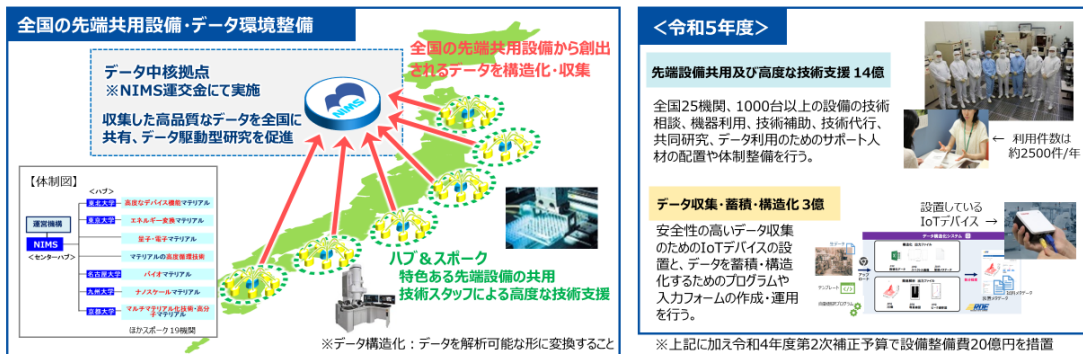 全国の先端共用設備・データ環境整備
全国の先端共用設備から創出
されるデータを構造化・収集
データ中核拠点
※NIMS運交金にて実施
収集した高品質なデータを全国に
共有、データ駆動型研究を促進
NIMS
【体制図】
<ハブ>
運営機構
NIMS
<センターハブ>
東北大学 高度なデバイス機能マテリアル
東京大学 エネルギー変換マテリアル
量子・電子マテリアル
マテリアルの高度循環技術
名古屋大学 バイオマテリアル
九州大学 ナノスケールマテリアル
京都大学 マルチマテリアル化技術・高分
子マテリアル
ほかスポーク19機関
ハブ&スポーク
特色ある先端設備の共用
技術スタッフによる高度な技術支援
※データ構造化:データを解析可能な形に変換すること
<令和5年度>
先端設備共用及び高度な技術支援 14億
全国25機関、1000台以上の設備の技術
相談、機器利用、技術補助、技術代行、
共同研究、データ利用のためのサポート人
材の配置や体制整備を行う。
← 利用件数は
約2500件/年
データ収集・蓄積・構造化 3億
安全性の高いデータ収集
のためのIoTデバイスの設
置と、データを蓄積・構造
化するためのプログラムや
入力フォームの作成・運用
を行う。
設置している
IoTデバイス →
データ構造化システム
テンプレート
RDE
※上記に加え令和4年度第2次補正予算で設備整備費20億円を措置